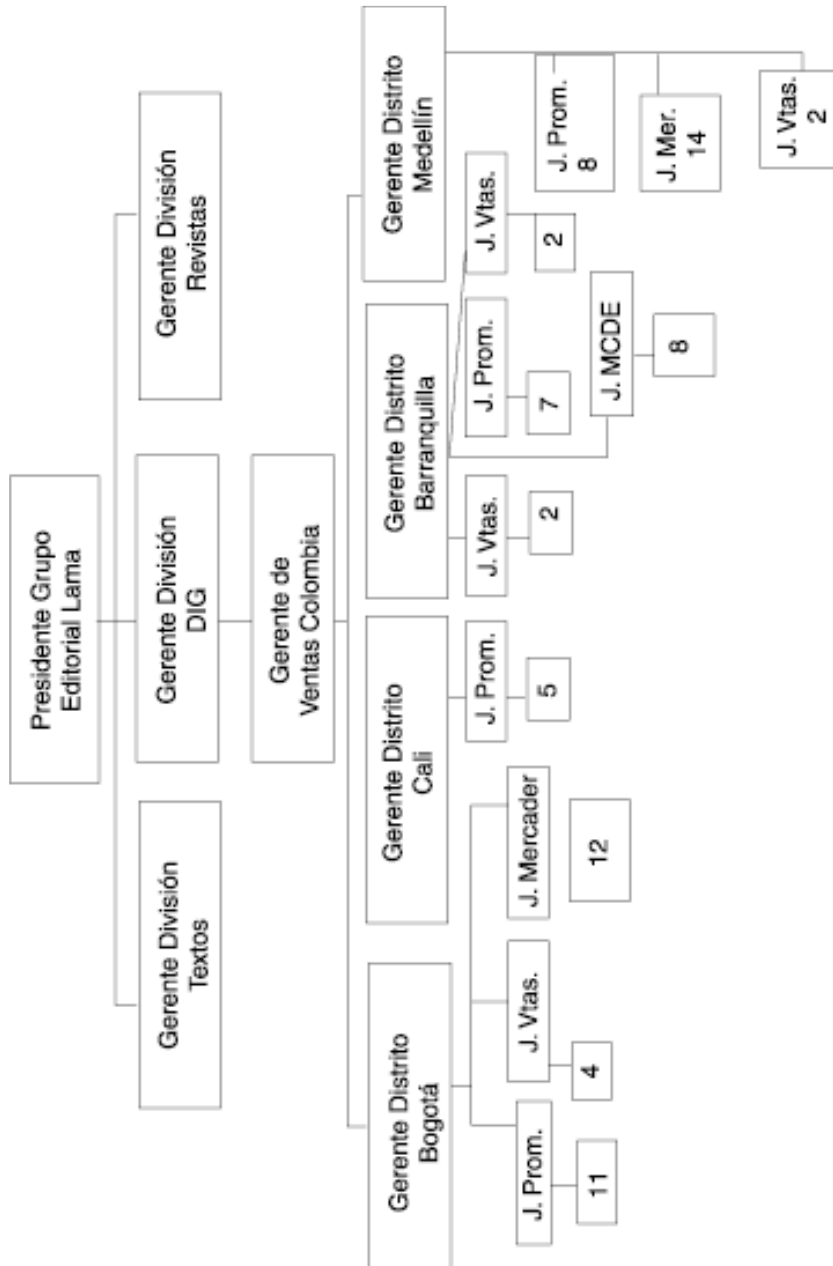 Presidente Grupo
Editorial Lama
Gerente División
Textos
Gerente División
DIG
Gerente División
Revistas
Gerente de
Ventas Colombia
Gerente Distrito
Bogotá
Gerente Distrito
Cali
Gerente Distrito
Barranquilla
Gerente Distrito
Medellín
J. Prom.
11
J. Vtas.
4
J. Mercader
12
J. Prom.
5
J. Vtas.
2
J. Prom.
7
J. Vtas.
2
J. MCDE
8
J. Prom.
8
J. Mer.
14
J. Vtas.
2